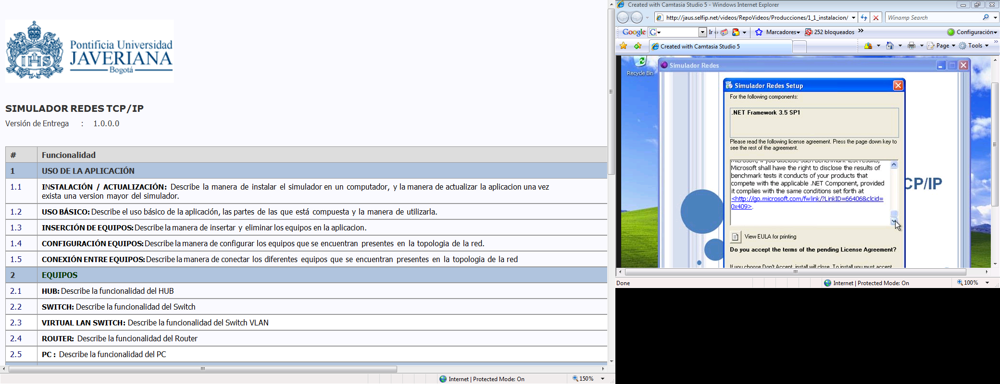 Pontificia Universidad
JAVERIANA
Bogotá
SIMULADOR REDES TCP/IP
Versión de Entrega : 1.0.0.0
# Funcionalidad
1 USO DE LA APLICACIÓN
1.1 INSTALACIÓN / ACTUALIZACIÓN: Describe la manera de instalar el simulador en un computador, y la manera de actualizar la aplicacion una vez
exista una version mayor del simulador.
1.2 USO BÁSICO: Describe el uso básico de la aplicación, las partes de las que está compuesta y la manera de utilizarla.
1.3 INSERCIÓN DE EQUIPOS: Describe la manera de insertar y eliminar los equipos en la aplicacion.
1.4 CONFIGURACIÓN EQUIPOS: Describe la manera de configurar los equipos que se encuentran presentes en la topologia de la red.
1.5 CONEXIÓN ENTRE EQUIPOS: Describe la manera de conectar los diferentes equipos que se encuentran presentes en la topologia de la red
2 EQUIPOS
2.1 HUB: Describe la funcionalidad del HUB
2.2 SWITCH: Describe la funcionalidad del Switch
2.3 VIRTUAL LAN SWITCH: Describe la funcionalidad del Switch VLAN
2.4 ROUTER: Describe la funcionalidad del Router
2.5 PC : Describe la funcionalidad del PC
Internet | Protected Mode: On 150%
Created with Camtasia Studio 5 - Windows Internet Explorer
http://jaus.selfip.net/videos/RepoVideos/Producciones/1_1_instalacion/ Winamp Search
Google G Ir Marcadores 252 bloqueados » Configuración
Created with Camtasia Studio 5 Page Tools »
Recycle Bin
Simulador Redes
Simulador Redes Setup
For the following components:
.NET Framework 3.5 SP1
Please read the following license agreement. Press the page down key to
see the rest of the agreement.
Microsoft, if you disclose such benchmark test results,
Microsoft shall have the right to disclose the results of
benchmark tests it conducts of your products that
compete with the applicable .NET Component, provided
it complies with the same conditions set forth at
<http://go.microsoft.com/fwlink/?LinkID=66406&clcid=
0x409>.
CP/IP
View EULA for printing
Do you accept the terms of the pending License Agreement?
If you choose Don't Accept, install will close. To install you must accept
Done Internet | Protected Mode: On 100%